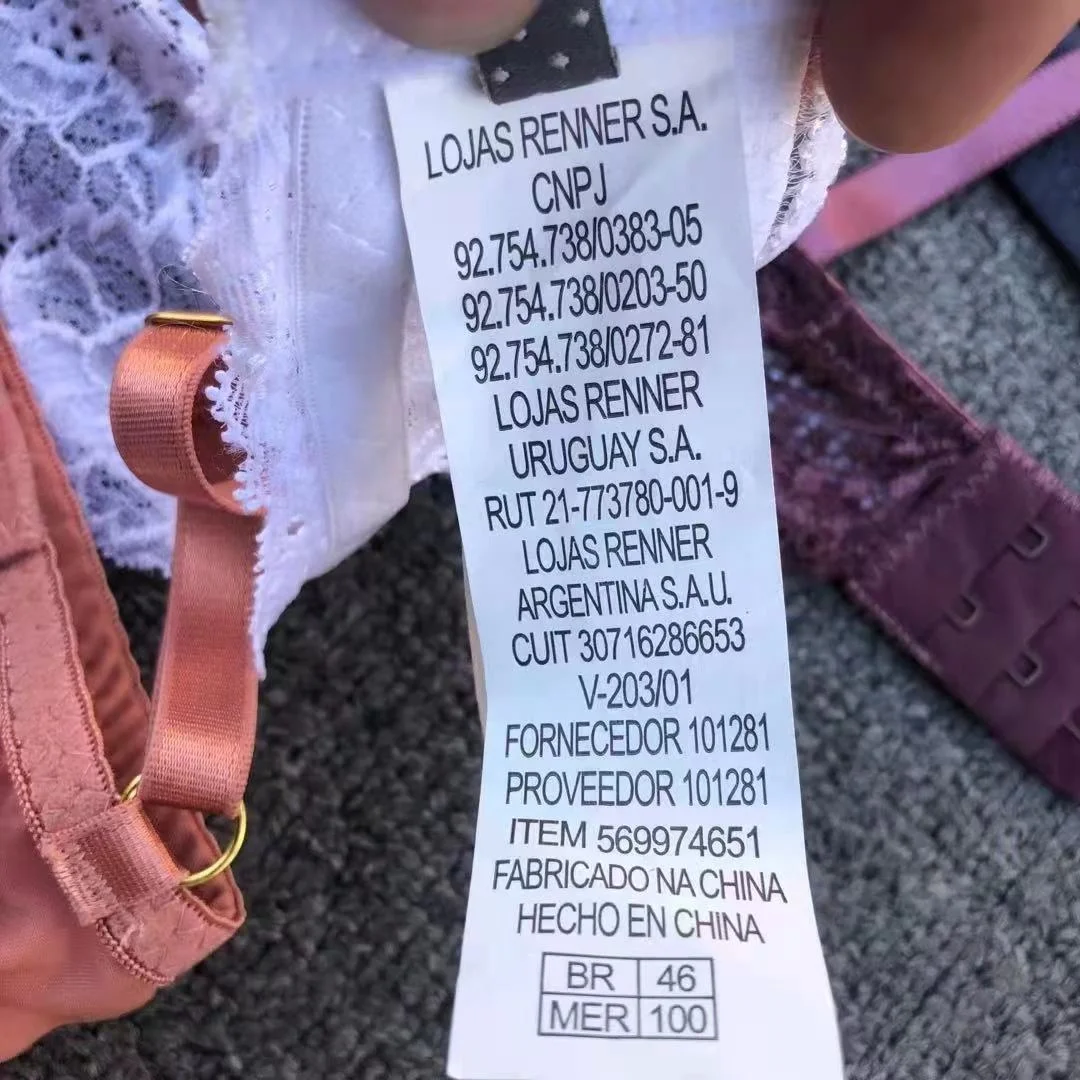 LOJAS RENNER S.A.
CNPJ
92.754.738/0383-05
92.754.738/0203-50
92.754.738/0272-81
LOJAS RENNER
URUGUAY S.A.
RUT 21-773780-001-9
LOJAS RENNER
ARGENTINA S.A.U.
CUIT 30716286653
V-203/01
FORNECEDOR 101281
PROVEEDOR 101281
ITEM 569974651
FABRICADO NA CHINA
HECHO EN CHINA
BR 46
MER 100